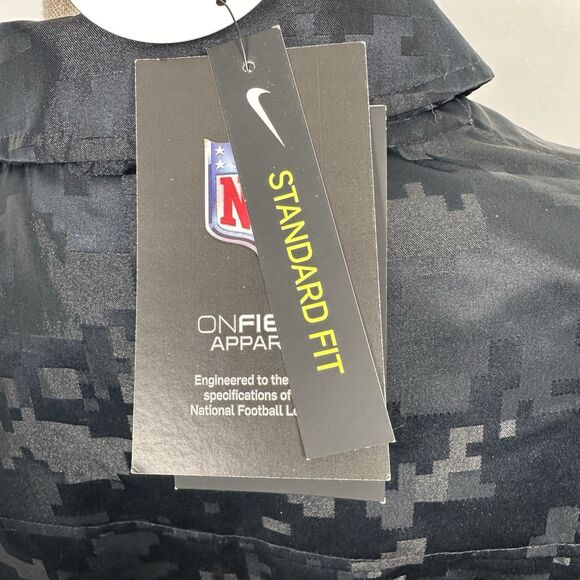 STANDARD FIT
N
ONFIE
APPAR
Engineered to the
specifications of
National Football Le